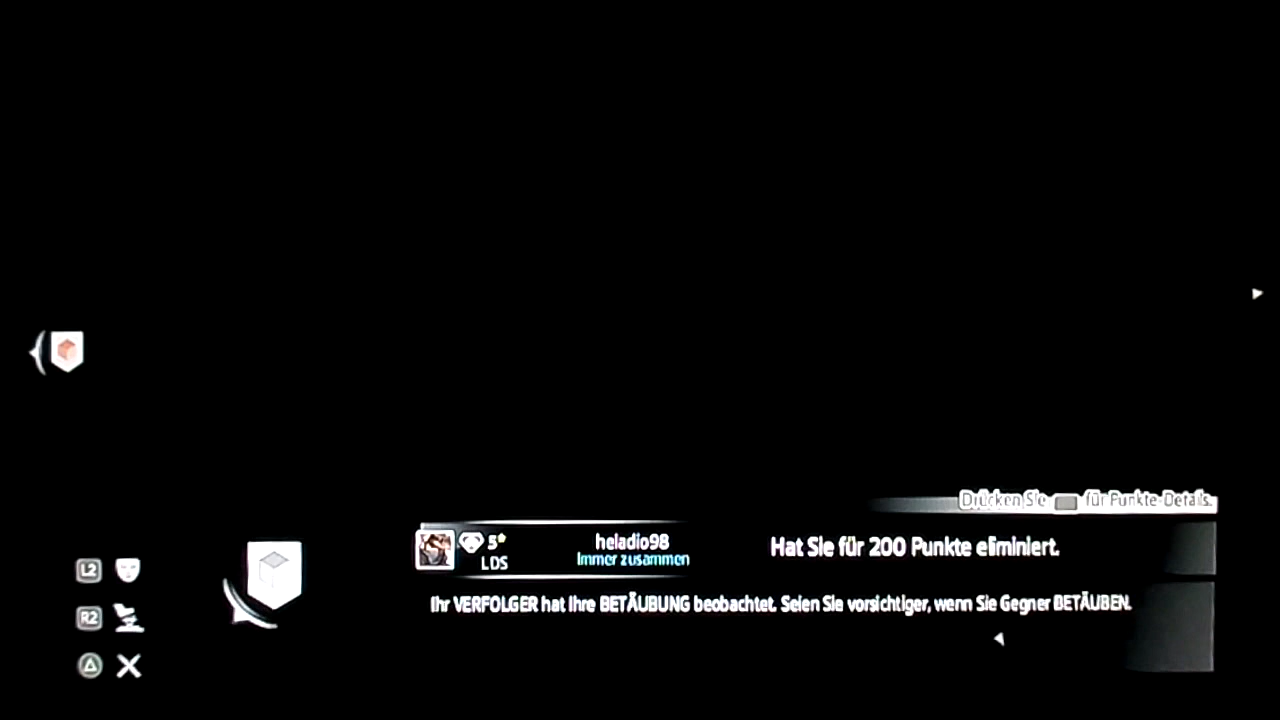 Drücken Sie für Punkte-Details.
5*
heladio98
Hat Sie für 200 Punkte eliminiert.
LDS
Immer zusammen
Ihr VERFOLGER hat Ihre BETÄUBUNG beobachtet. Seien Sie vorsichtiger, wenn Sie Gegner BETÄUBEN.
L2
R2